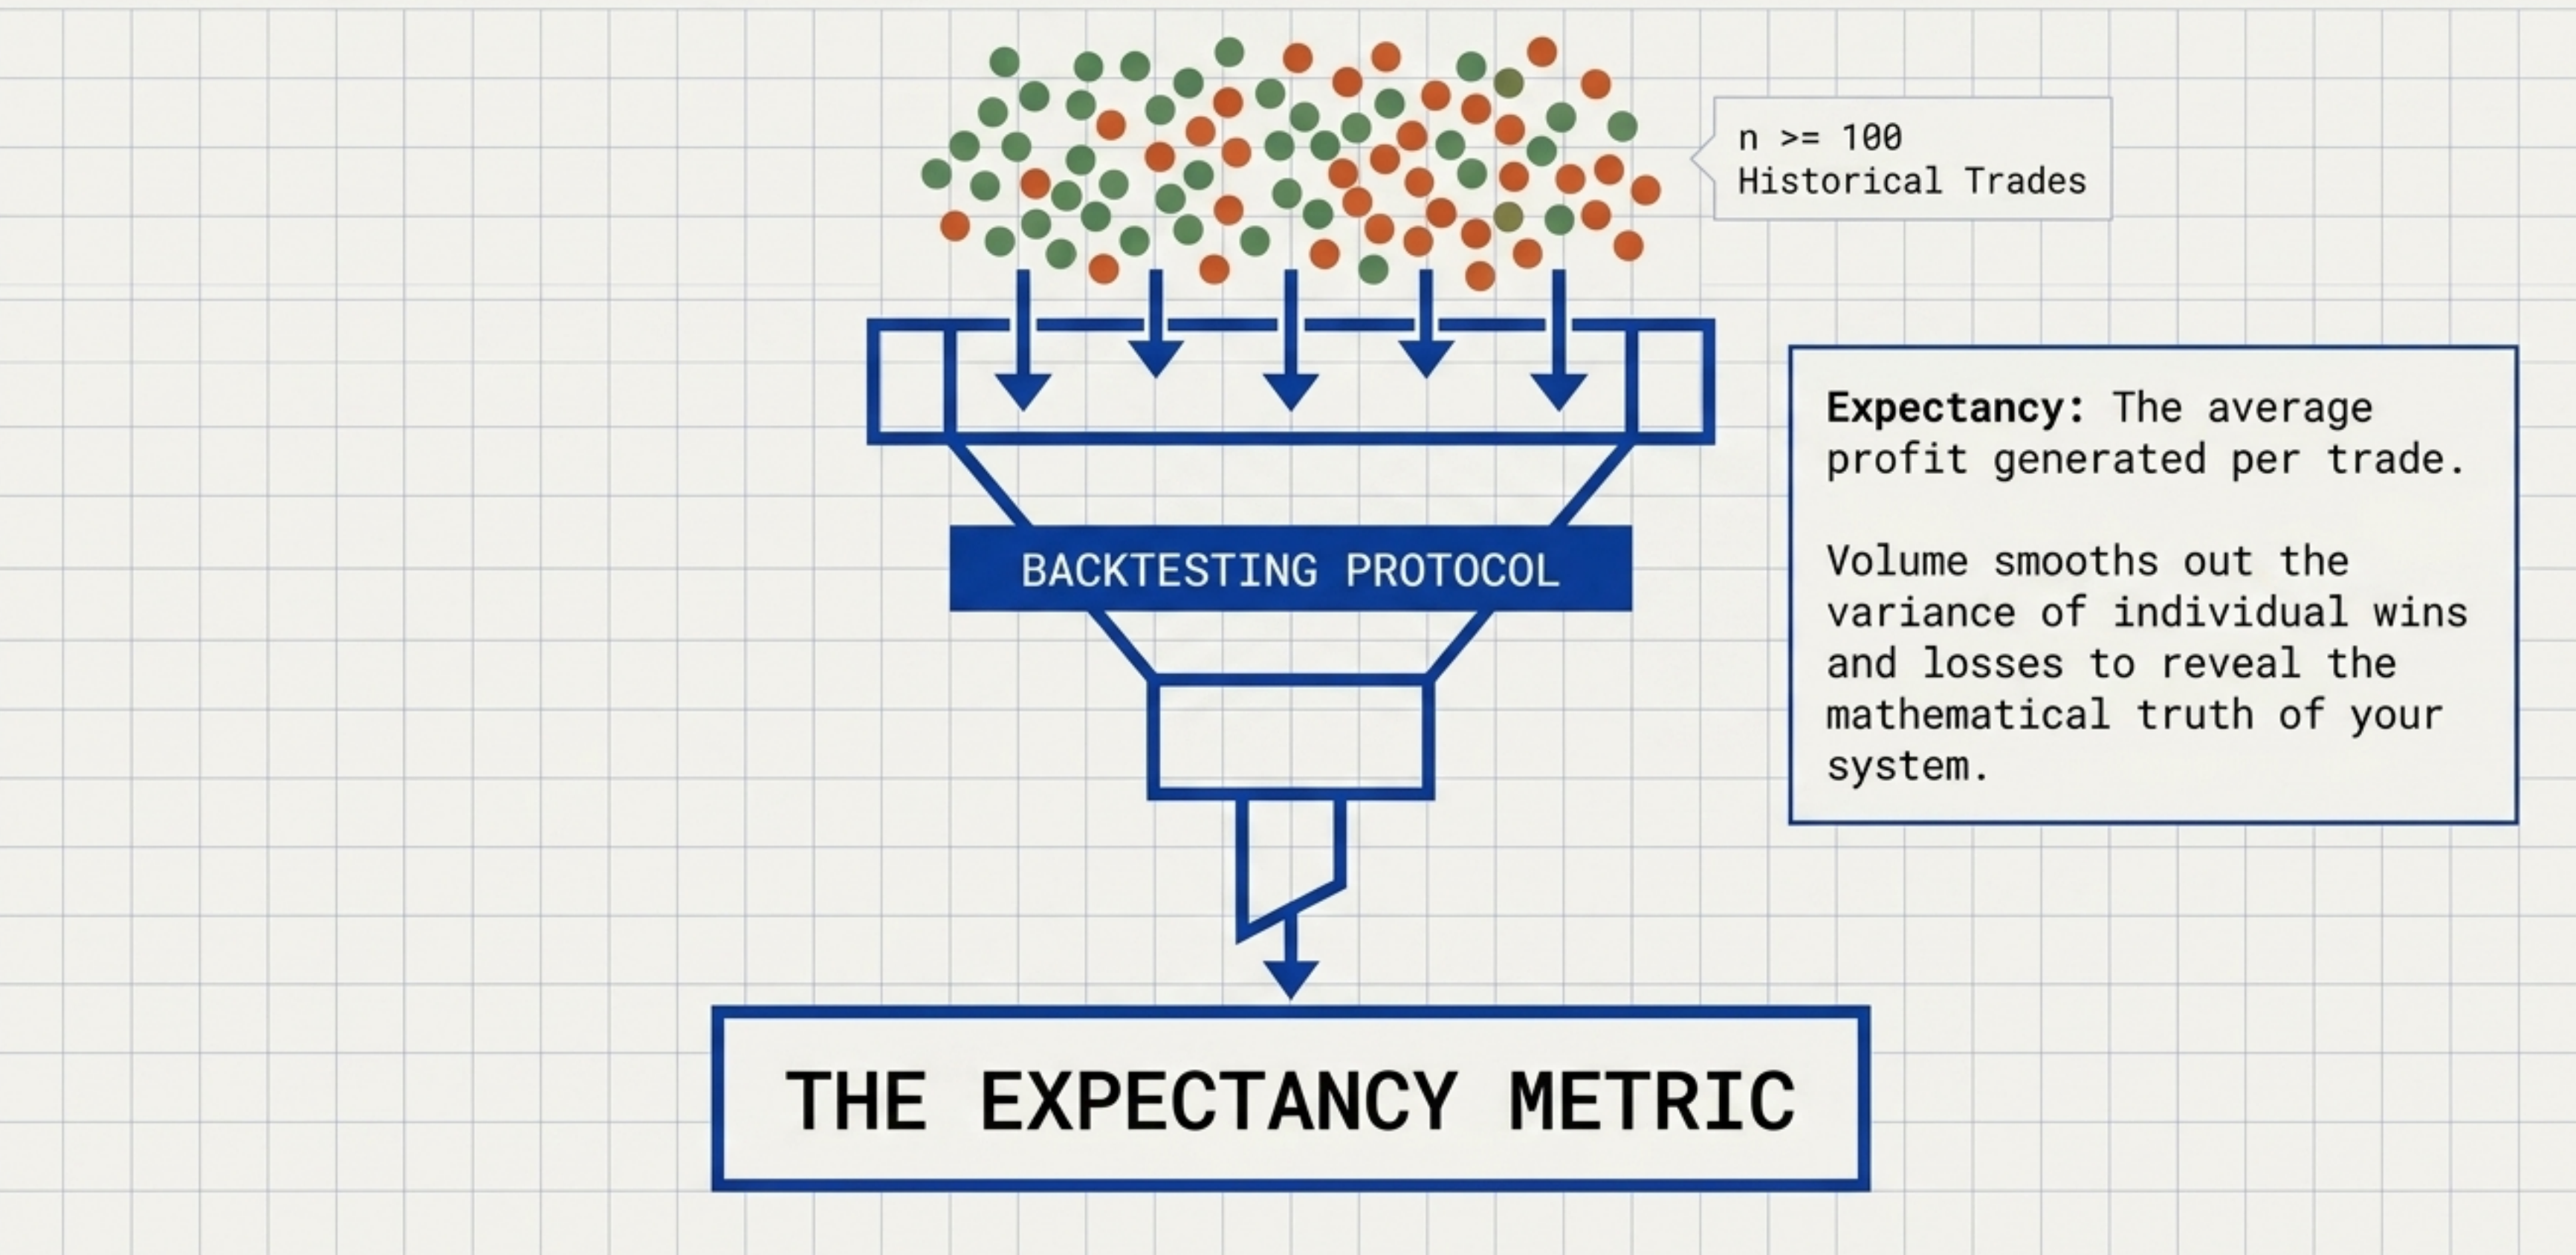 n >= 100
Historical Trades
Expectancy: The average
profit generated per trade.
Volume smooths out the
variance of individual wins
and losses to reveal the
mathematical truth of your
system.
BACKTESTING PROTOCOL
THE EXPECTANCY METRIC